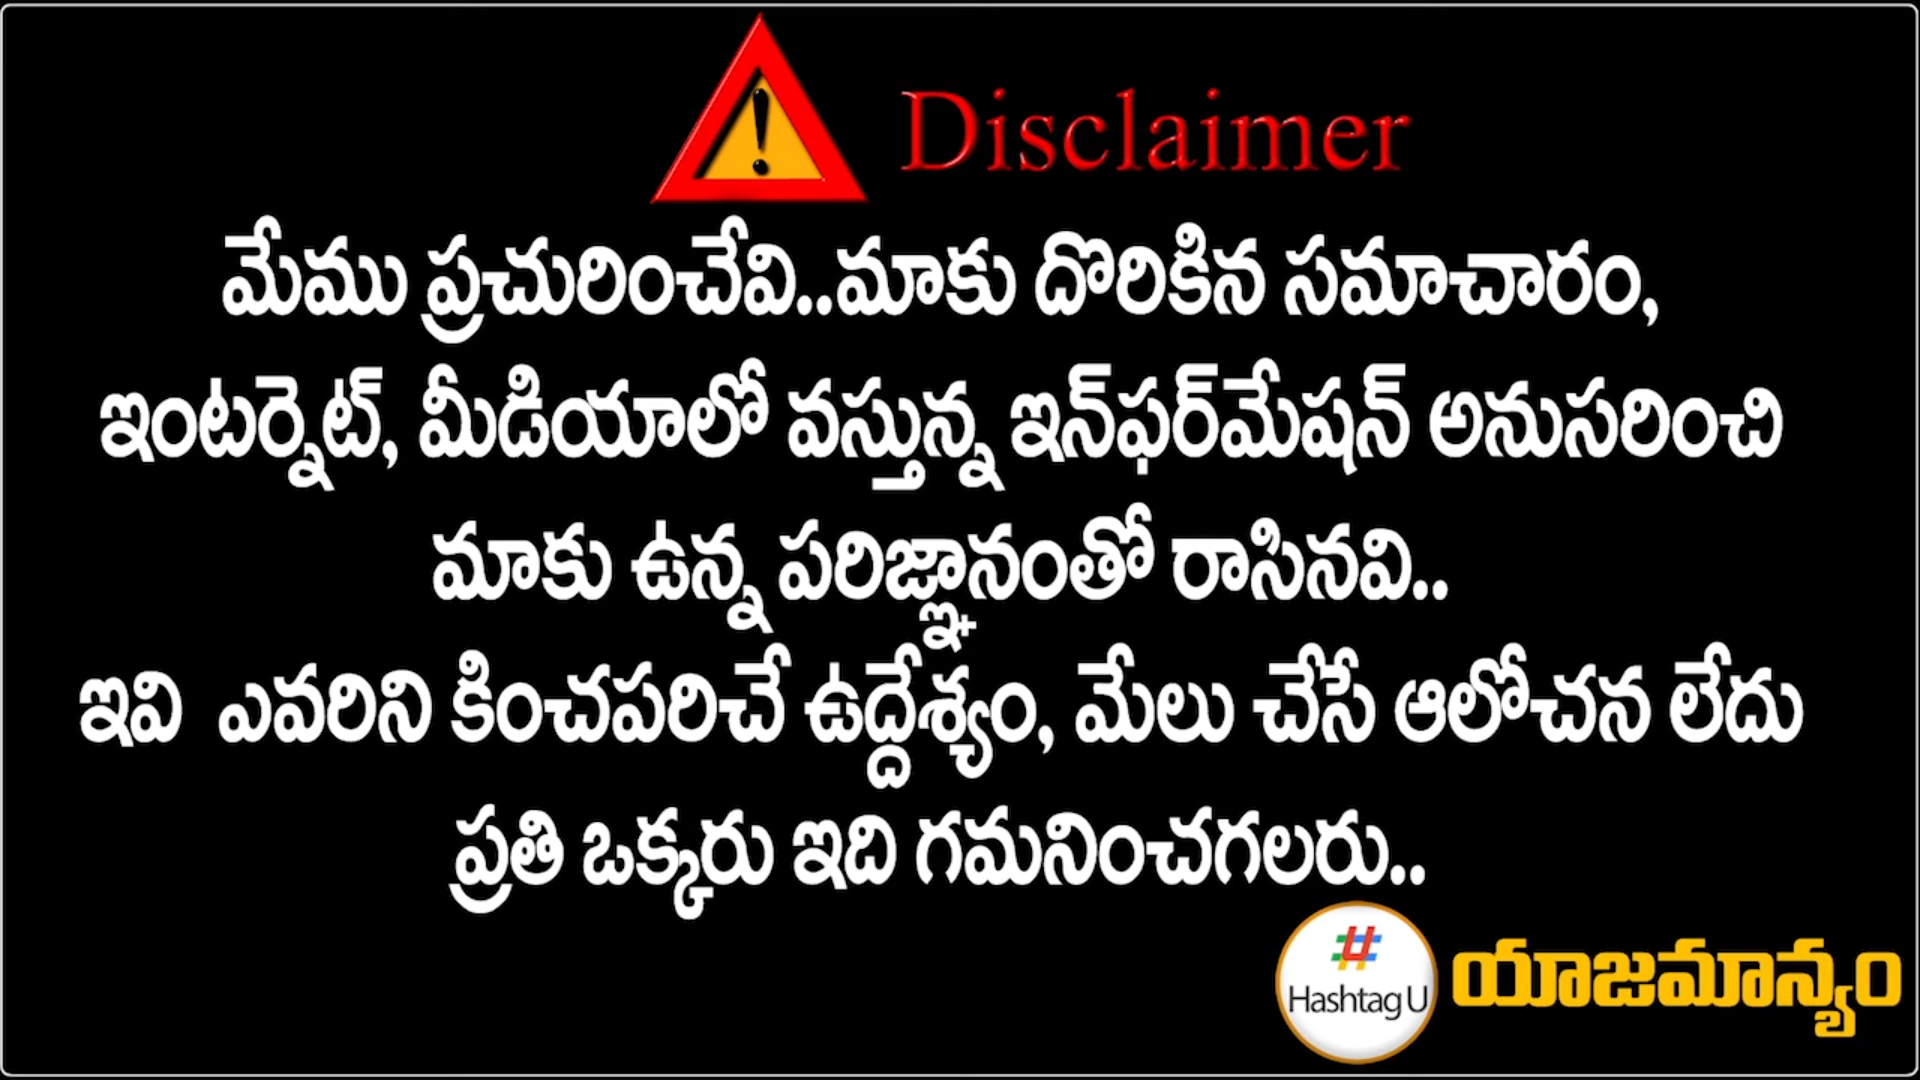 Disclaimer
మేము ప్రచురించేవి..మాకు దొరికిన సమాచారం,
ఇంటర్నెట్, మీడియాలో వస్తున్న ఇన్‌ఫర్‌మేషన్ అనుసరించి
మాకు ఉన్న పరిజ్ఞానంతో రాసినవి..
ఇవి ఎవరిని కించపరిచే ఉద్దేశ్యం, మేలు చేసే ఆలోచన లేదు
ప్రతి ఒక్కరు ఇది గమనించగలరు..
Hashtag U యాజమాన్యం